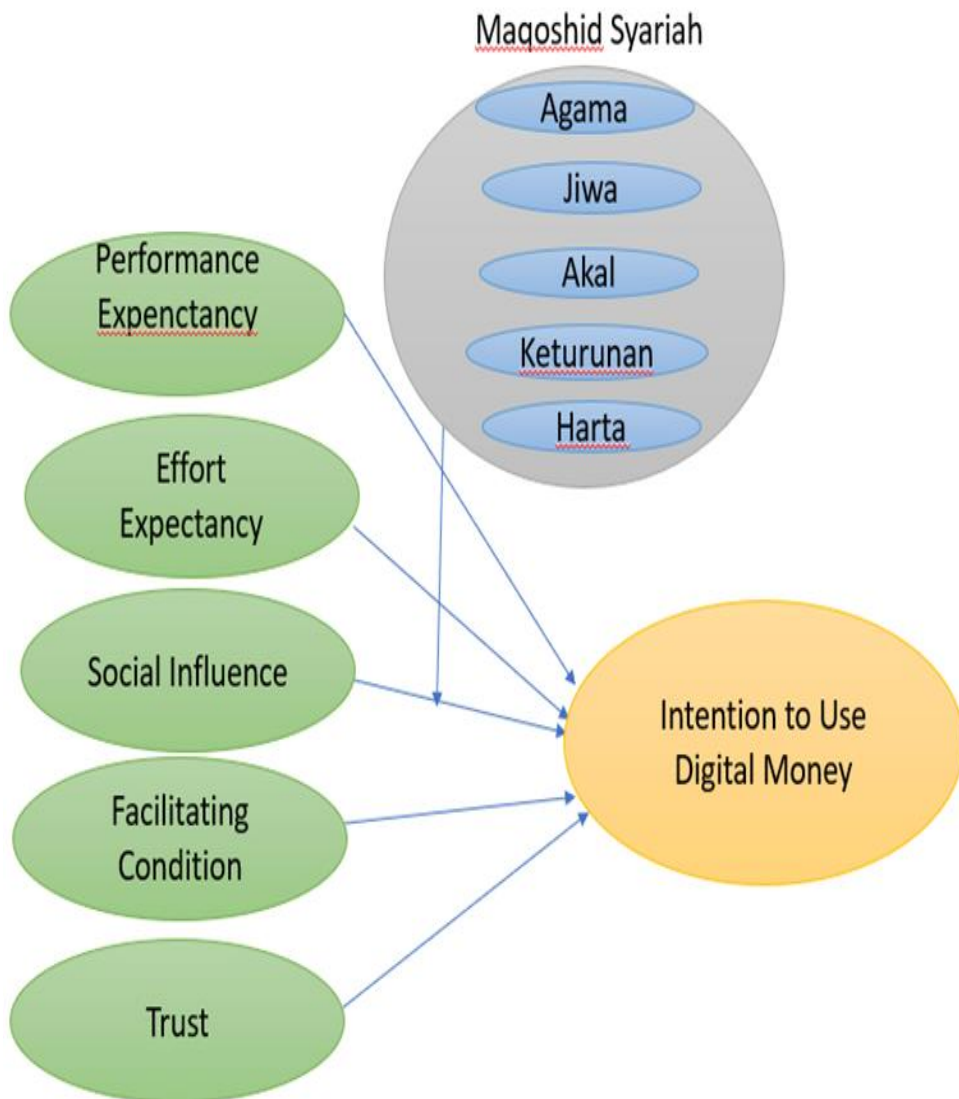 Maqoshid Syariah
Agama
Jiwa
Akal
Keturunan
Harta
Performance
Expenctancy
Effort
Expectancy
Social Influence
Facilitating
Condition
Trust
Intention to Use
Digital Money